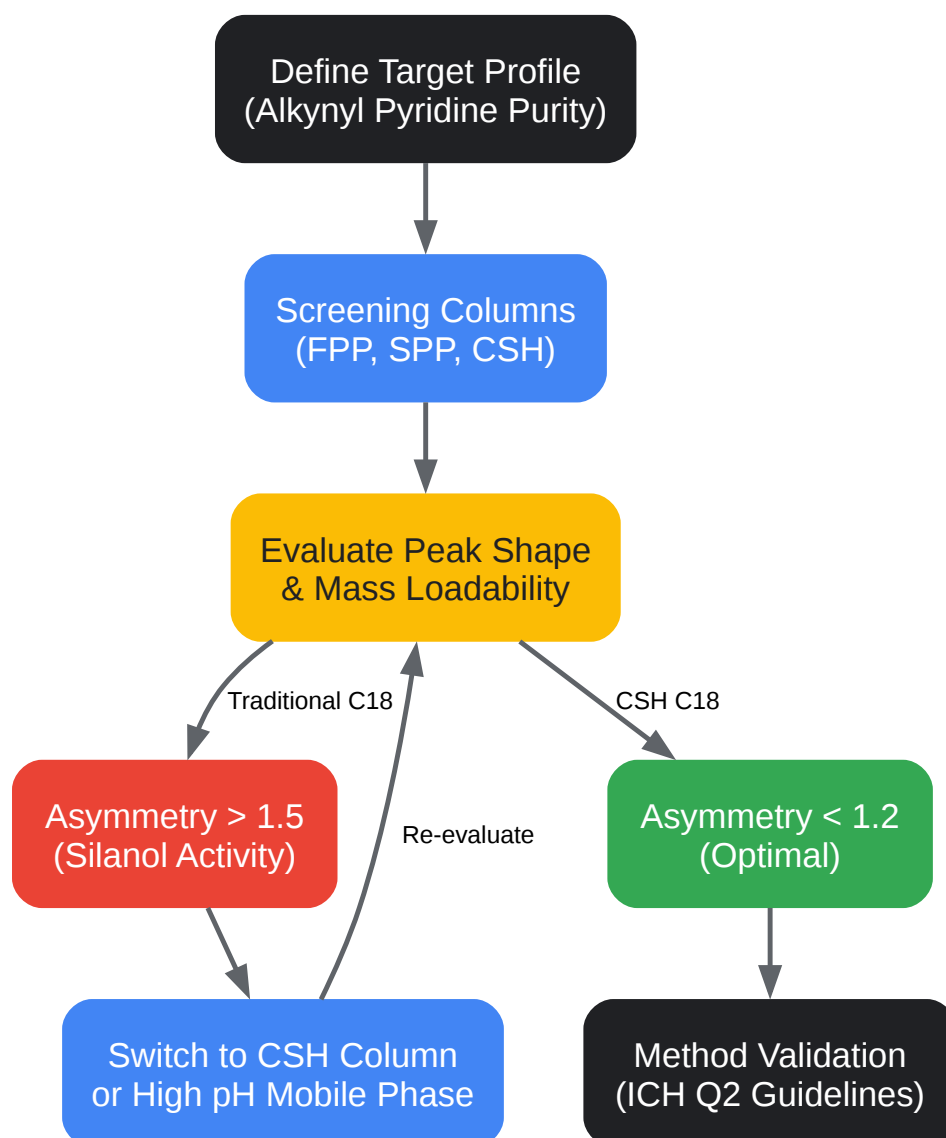 Define Target Profile
(Alkynyl Pyridine Purity)
Screening Columns
(FPP, SPP, CSH)
Evaluate Peak Shape
& Mass Loadability
Traditional C18
CSH C18
Asymmetry > 1.5
(Silanol Activity)
Re-evaluate
Asymmetry < 1.2
(Optimal)
Switch to CSH Column
or High pH Mobile Phase
Method Validation
(ICH Q2 Guidelines)